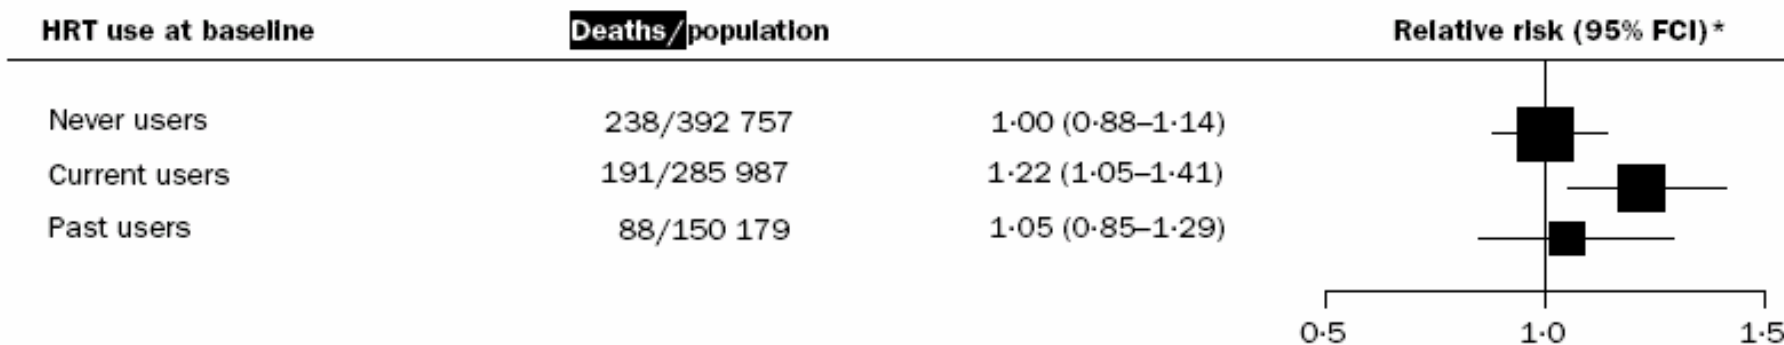 HRT use at baseline Deaths/population Relative risk (95% FCI)*
Never users 238/392 757 1·00 (0·88–1·14)
Current users 191/285 987 1·22 (1·05–1·41)
Past users 88/150 179 1·05 (0·85–1·29)
0·5 1·0 1·5